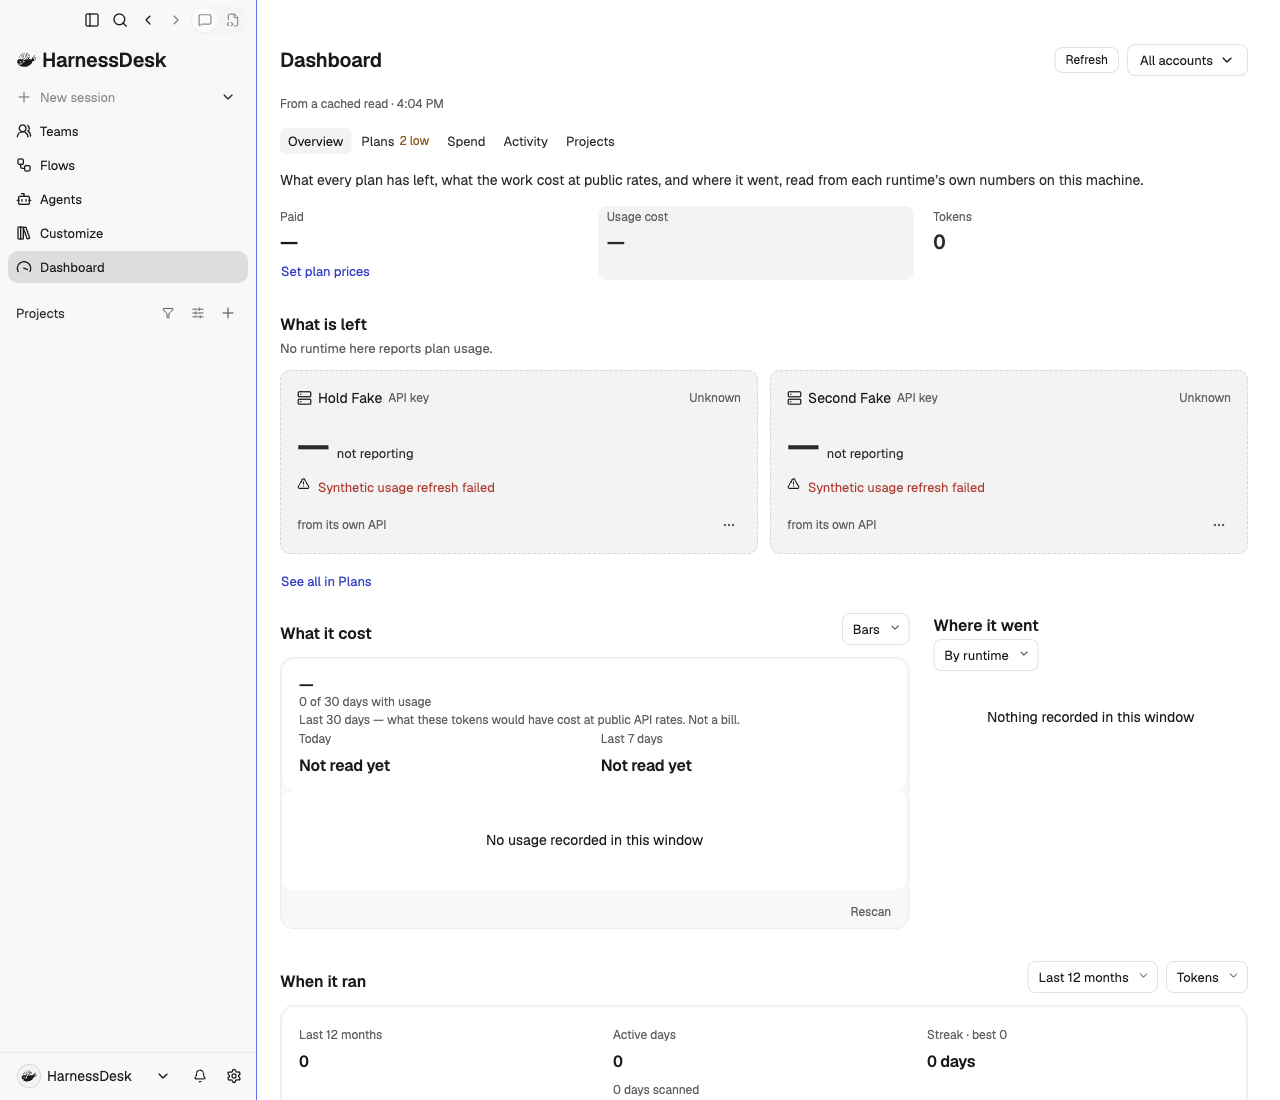 HarnessDesk
New session
Teams
Flows
Agents
Customize
Dashboard
Projects
HarnessDesk
Dashboard
Refresh
All accounts
From a cached read · 4:04 PM
Overview
Plans 2 low
Spend
Activity
Projects
What every plan has left, what the work cost at public rates, and where it went, read from each runtime's own numbers on this machine.
Paid
—
Set plan prices
Usage cost
—
Tokens
0
What is left
No runtime here reports plan usage.
Hold Fake API key
Unknown
— not reporting
Synthetic usage refresh failed
from its own API
...
Second Fake API key
Unknown
— not reporting
Synthetic usage refresh failed
from its own API
...
See all in Plans
What it cost
Bars
—
0 of 30 days with usage
Last 30 days — what these tokens would have cost at public API rates. Not a bill.
Today
Not read yet
Last 7 days
Not read yet
No usage recorded in this window
Rescan
Where it went
By runtime
Nothing recorded in this window
When it ran
Last 12 months
Tokens
Last 12 months
0
Active days
0
0 days scanned
Streak · best 0
0 days